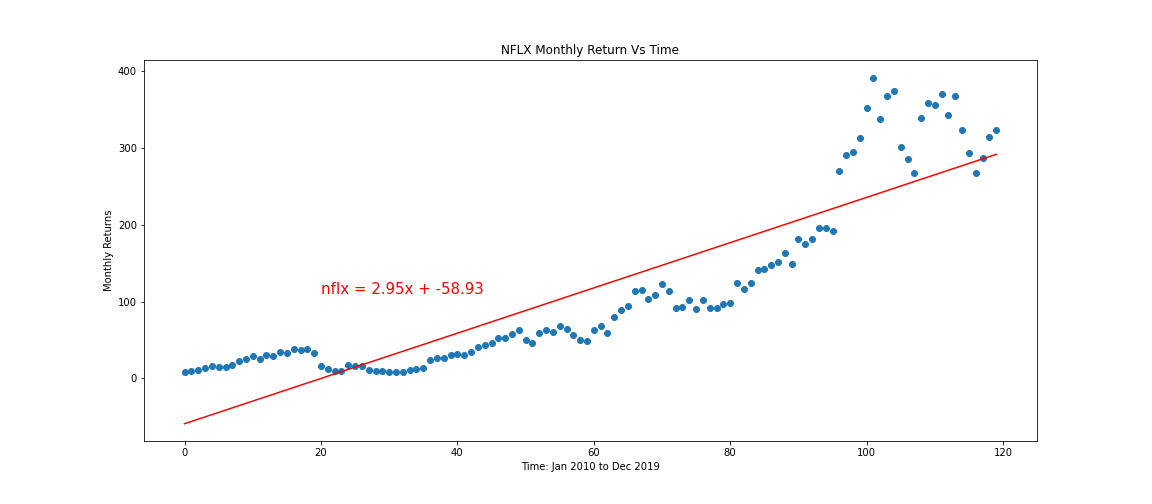 NFLX Monthly Return Vs Time
400
300
200
100
0
Monthly Returns
nflx = 2.95x + -58.93
0 20 40 60 80 100 120
Time: Jan 2010 to Dec 2019